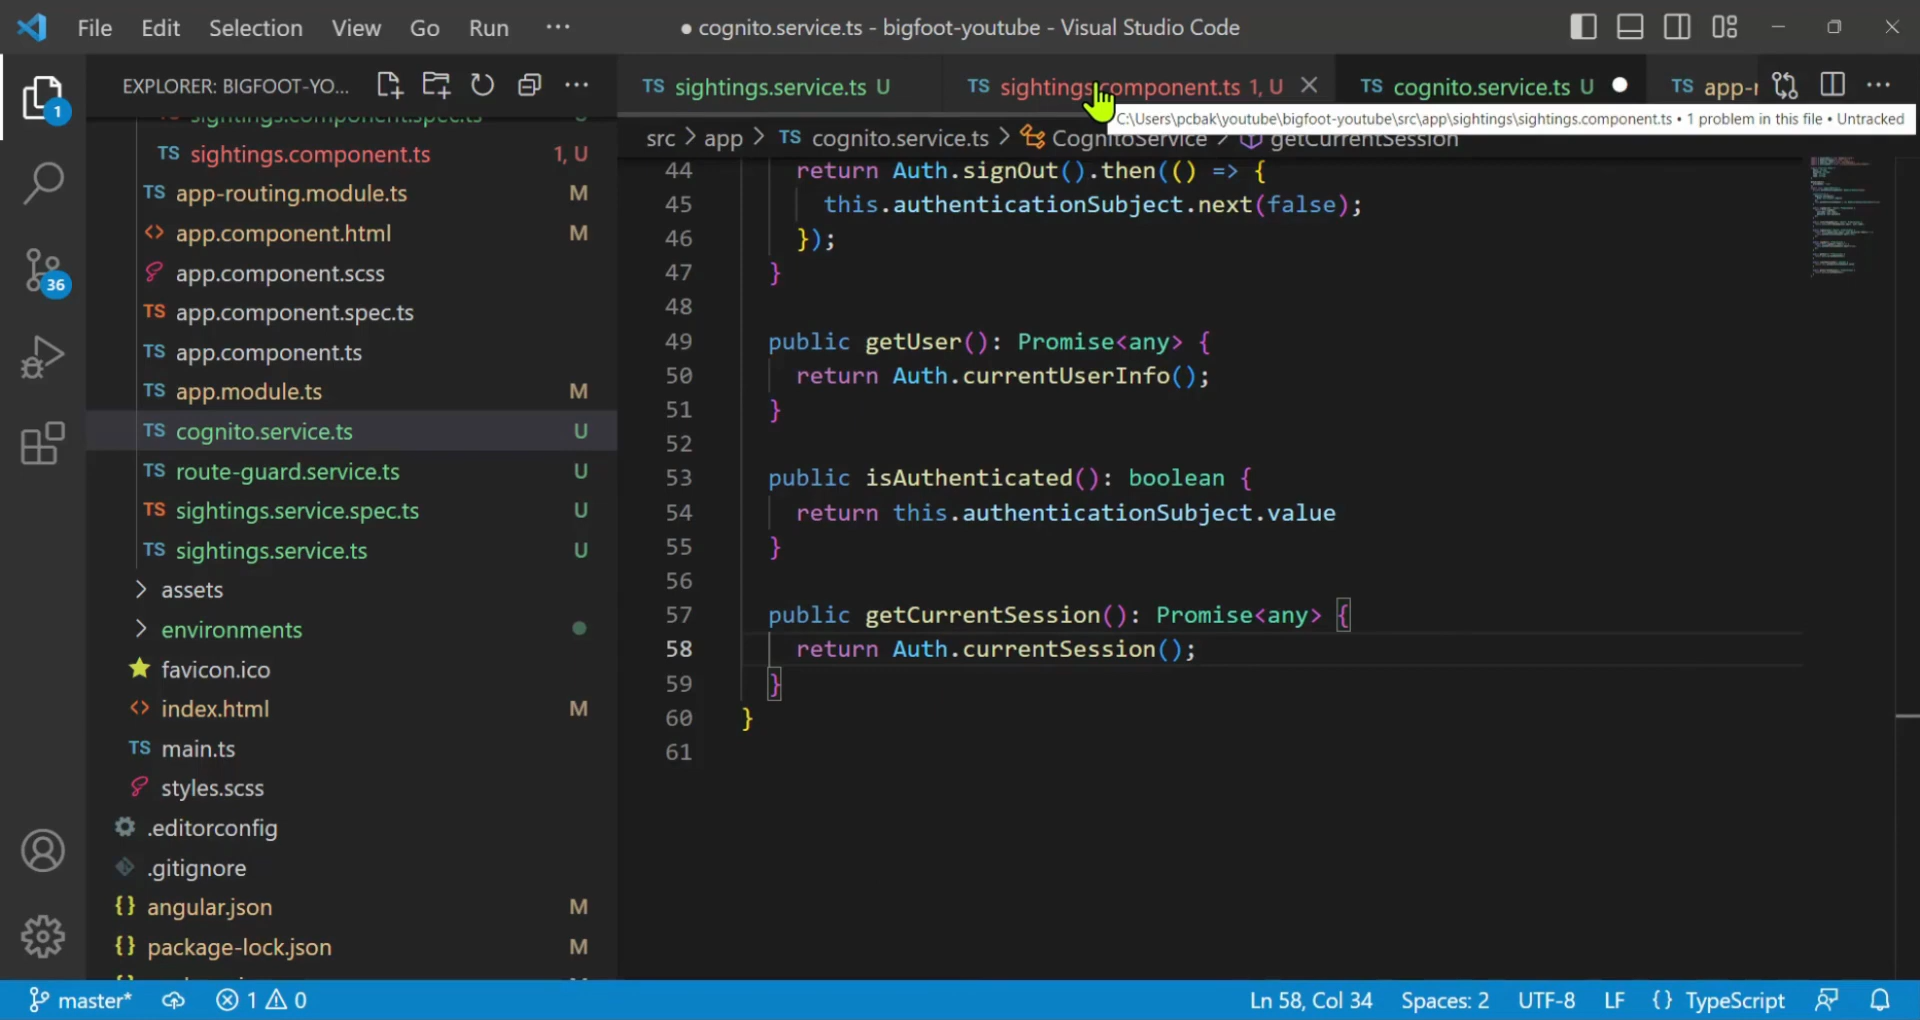 File Edit Selection View Go Run ··· ● cognito.service.ts - bigfoot-youtube - Visual Studio Code
EXPLORER: BIGFOOT-YO...
TS sightings.service.ts U TS sightings.component.ts 1, U TS cognito.service.ts U ● TS app-r
C:\Users\pcbak\youtube\bigfoot-youtube\src\app\sightings\sightings.component.ts • 1 problem in this file • Untracked
src > app > TS cognito.service.ts > CognitoService > getCurrentSession
1
36
sightings.component.spec.ts
TS sightings.component.ts 1, U
TS app-routing.module.ts M
<> app.component.html M
app.component.scss
TS app.component.spec.ts
TS app.component.ts
TS app.module.ts M
TS cognito.service.ts U
TS route-guard.service.ts U
TS sightings.service.spec.ts U
TS sightings.service.ts U
> assets
> environments
favicon.ico
<> index.html M
TS main.ts
styles.scss
.editorconfig
.gitignore
{} angular.json M
{} package-lock.json M
44 return Auth.signOut().then(() => {
45 this.authenticationSubject.next(false);
46 });
47 }
48
49 public getUser(): Promise<any> {
50 return Auth.currentUserInfo();
51 }
52
53 public isAuthenticated(): boolean {
54 return this.authenticationSubject.value
55 }
56
57 public getCurrentSession(): Promise<any> {
58 return Auth.currentSession();
59 }
60 }
61
master* 1 0 Ln 58, Col 34 Spaces: 2 UTF-8 LF {} TypeScript